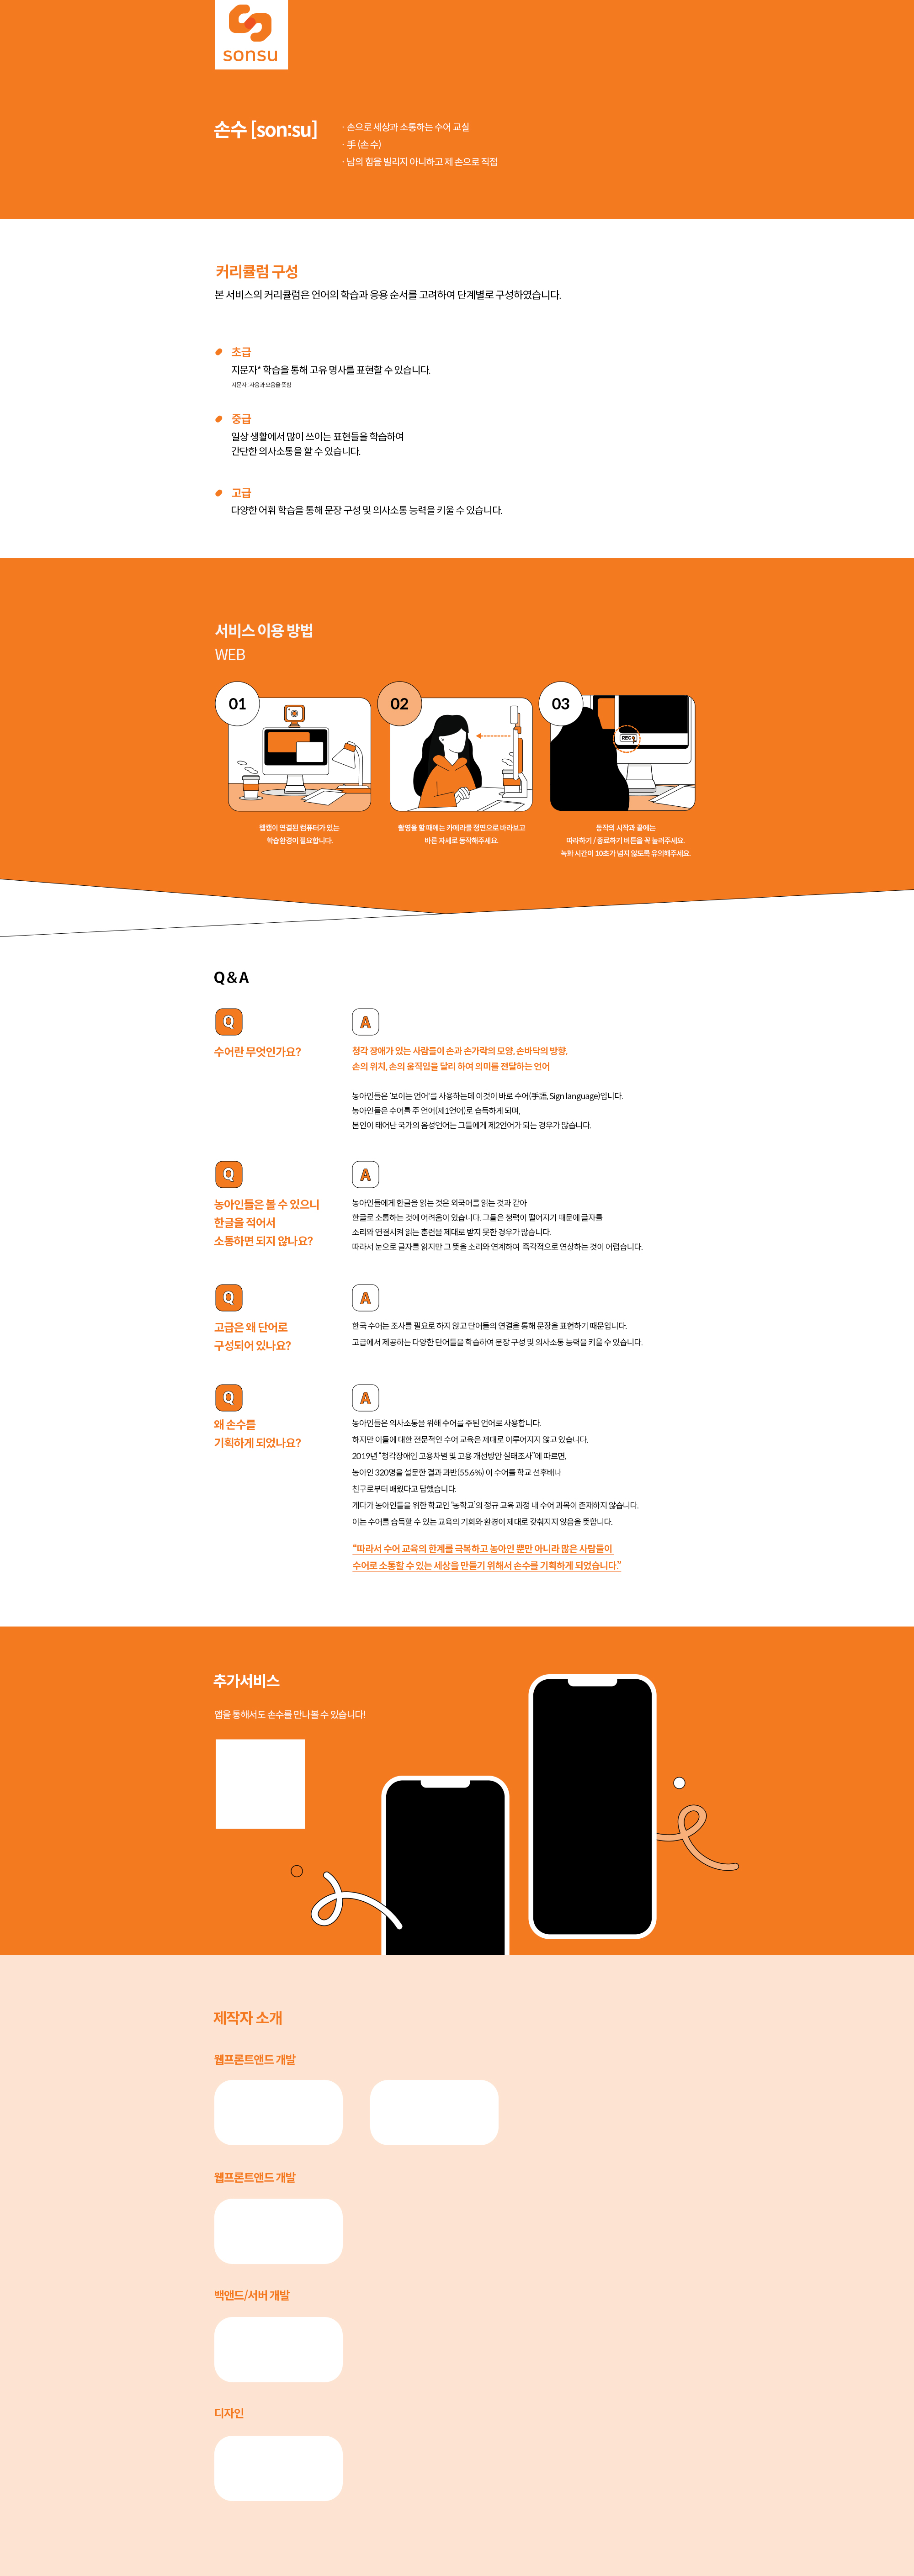 sonsu
손수 [son:su]
· 손으로 세상과 소통하는 수어 교실
· 手 (손 수)
· 남의 힘을 빌리지 아니하고 제 손으로 직접
커리큘럼 구성
본 서비스의 커리큘럼은 언어의 학습과 응용 순서를 고려하여 단계별로 구성하였습니다.
초급
지문자* 학습을 통해 고유 명사를 표현할 수 있습니다.
지문자 : 자음과 모음을 뜻함
중급
일상 생활에서 많이 쓰이는 표현들을 학습하여
간단한 의사소통을 할 수 있습니다.
고급
다양한 어휘 학습을 통해 문장 구성 및 의사소통 능력을 키울 수 있습니다.
서비스 이용 방법
WEB
01
웹캠이 연결된 컴퓨터가 있는
학습환경이 필요합니다.
02
촬영을 할 때에는 카메라를 정면으로 바라보고
바른 자세로 동작해주세요.
03
REC
동작의 시작과 끝에는
따라하기 / 종료하기 버튼을 꼭 눌러주세요.
녹화 시간이 10초가 넘지 않도록 유의해주세요.
Q & A
Q
수어란 무엇인가요?
A
청각 장애가 있는 사람들이 손과 손가락의 모양, 손바닥의 방향,
손의 위치, 손의 움직임을 달리 하여 의미를 전달하는 언어
농아인들은 '보이는 언어'를 사용하는데 이것이 바로 수어(手語, Sign language)입니다.
농아인들은 수어를 주 언어(제1언어)로 습득하게 되며,
본인이 태어난 국가의 음성언어는 그들에게 제2언어가 되는 경우가 많습니다.
Q
농아인들은 볼 수 있으니
한글을 적어서
소통하면 되지 않나요?
A
농아인들에게 한글을 읽는 것은 외국어를 읽는 것과 같아
한글로 소통하는 것에 어려움이 있습니다. 그들은 청력이 떨어지기 때문에 글자를
소리와 연결시켜 읽는 훈련을 제대로 받지 못한 경우가 많습니다.
따라서 눈으로 글자를 읽지만 그 뜻을 소리와 연계하여 즉각적으로 연상하는 것이 어렵습니다.
Q
고급은 왜 단어로
구성되어 있나요?
A
한국 수어는 조사를 필요로 하지 않고 단어들의 연결을 통해 문장을 표현하기 때문입니다.
고급에서 제공하는 다양한 단어들을 학습하여 문장 구성 및 의사소통 능력을 키울 수 있습니다.
Q
왜 손수를
기획하게 되었나요?
A
농아인들은 의사소통을 위해 수어를 주된 언어로 사용합니다.
하지만 이들에 대한 전문적인 수어 교육은 제대로 이루어지지 않고 있습니다.
2019년 "청각장애인 고용차별 및 고용 개선방안 실태조사"에 따르면,
농아인 320명을 설문한 결과 과반(55.6%) 이 수어를 학교 선후배나
친구로부터 배웠다고 답했습니다.
게다가 농아인들을 위한 학교인 '농학교'의 정규 교육 과정 내 수어 과목이 존재하지 않습니다.
이는 수어를 습득할 수 있는 교육의 기회와 환경이 제대로 갖춰지지 않음을 뜻합니다.
"따라서 수어 교육의 한계를 극복하고 농아인 뿐만 아니라 많은 사람들이
수어로 소통할 수 있는 세상을 만들기 위해서 손수를 기획하게 되었습니다."
추가서비스
앱을 통해서도 손수를 만나볼 수 있습니다!
제작자 소개
웹프론트앤드 개발
웹프론트앤드 개발
백앤드/서버 개발
디자인